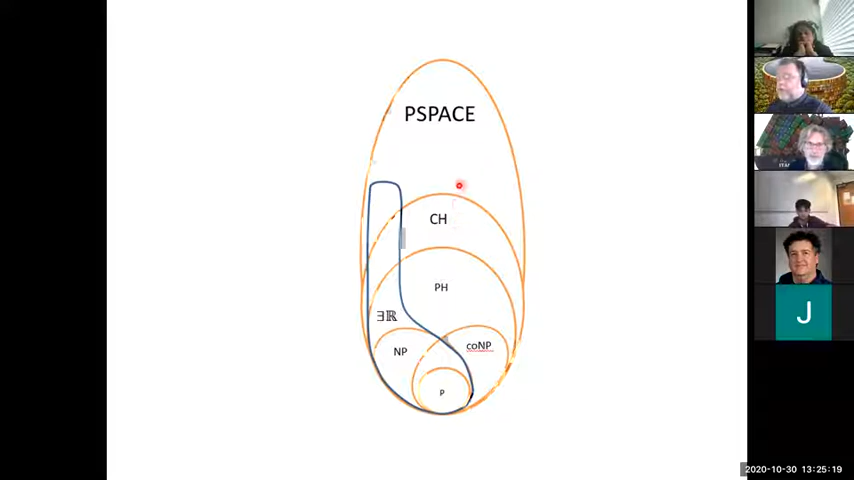 PSPACE
CH
PH
∃ℝ
NP
coNP
P
J
2020-10-30 13:25:19